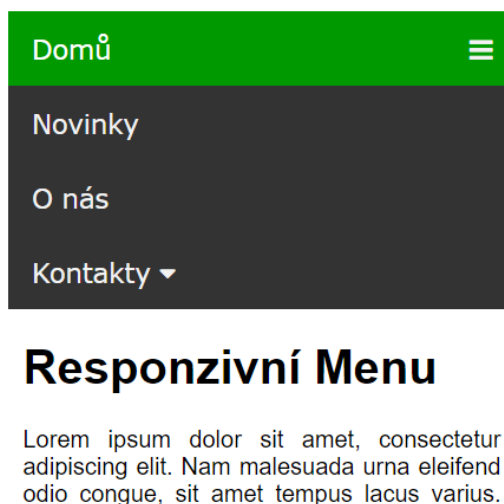 Domů
Novinky
O nás
Kontakty
Responzivní Menu
Lorem ipsum dolor sit amet, consectetur
adipiscing elit. Nam malesuada urna eleifend
odio congue, sit amet tempus lacus varius.